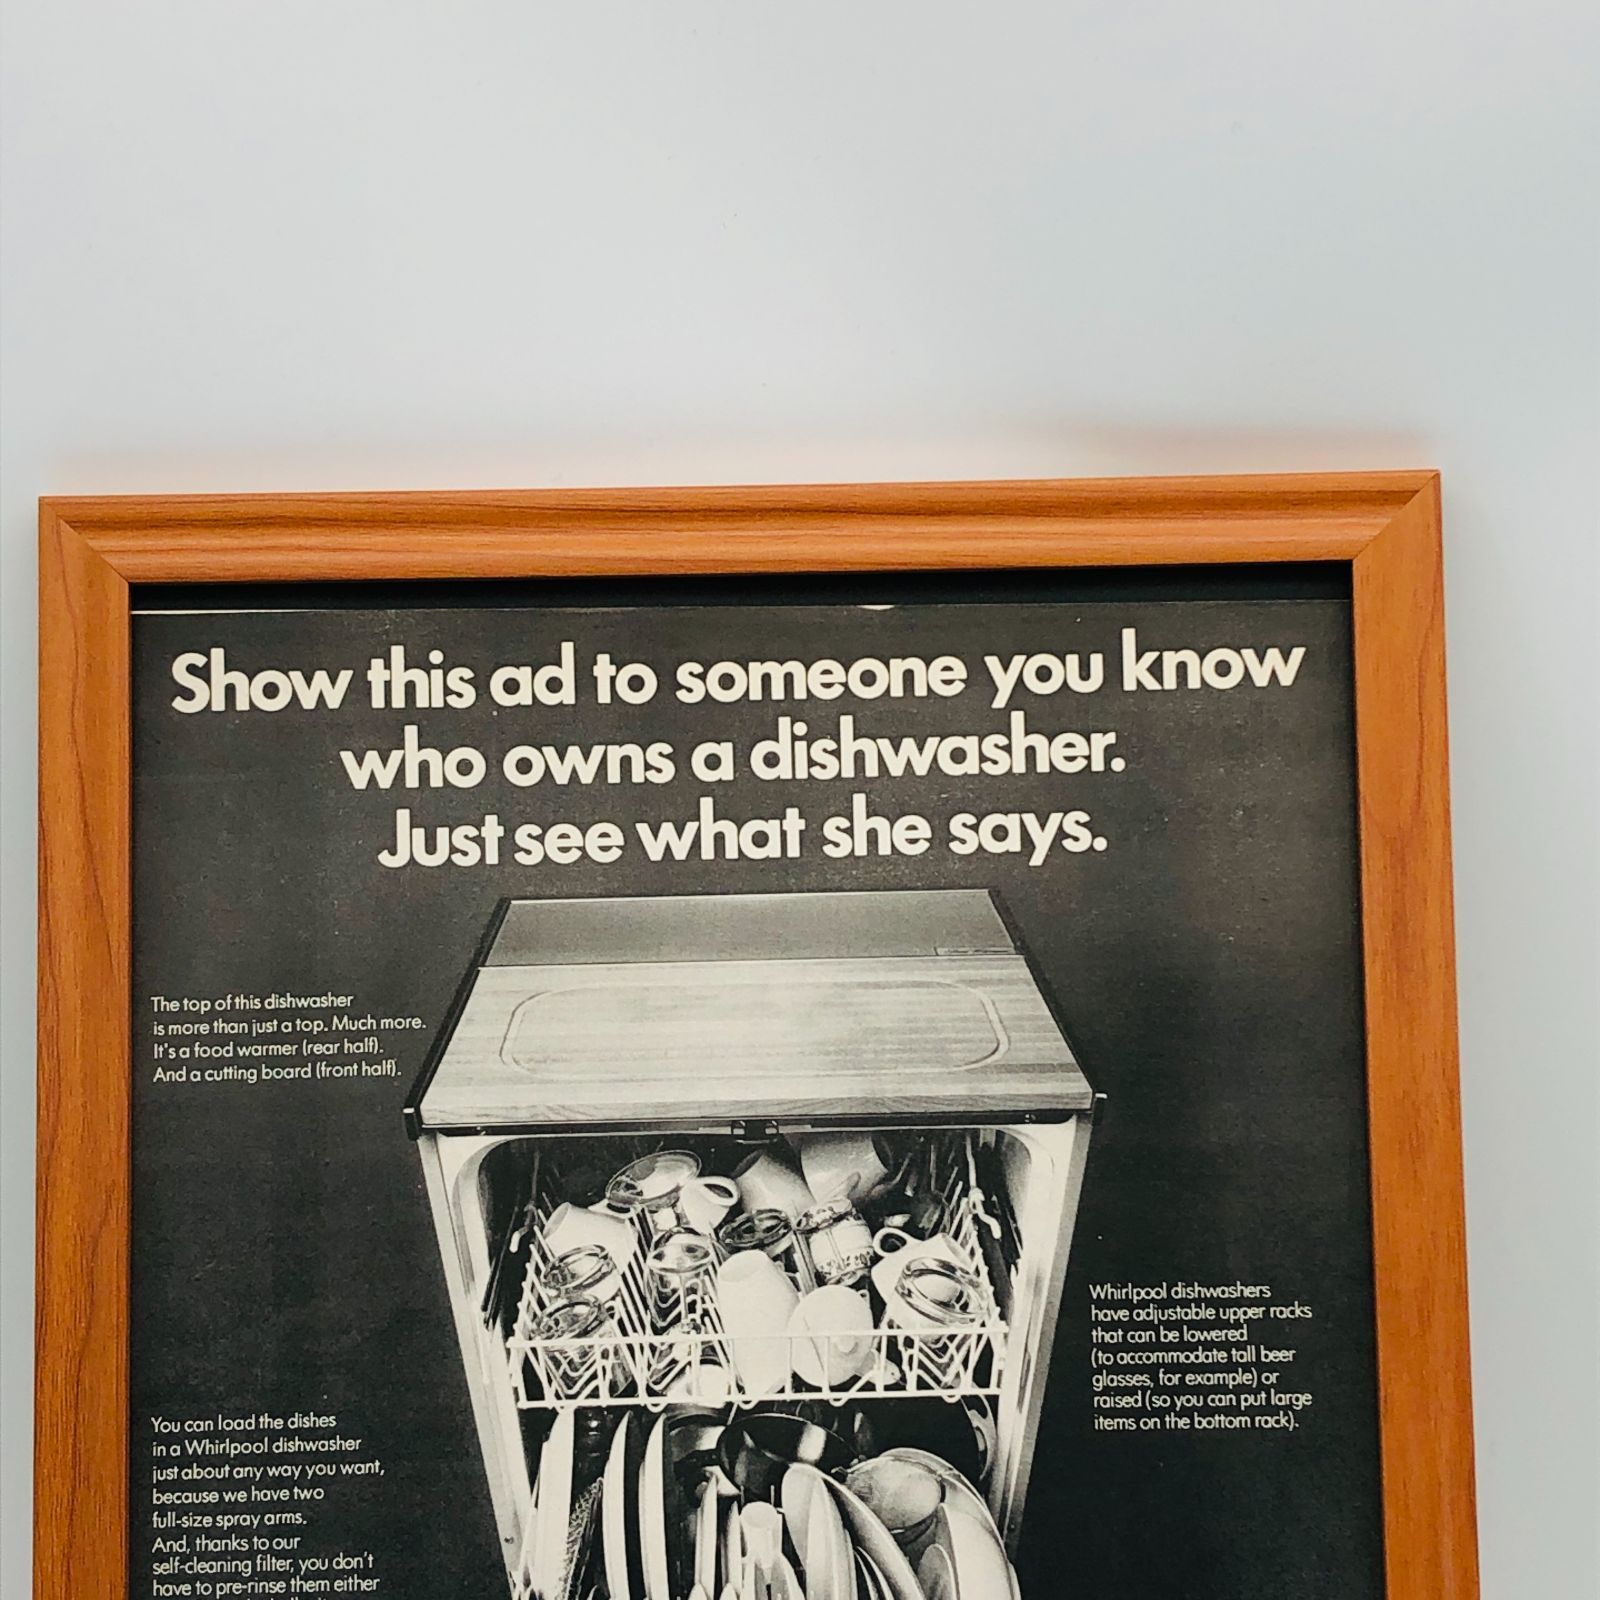 Show this ad to someone you know
who owns a dishwasher.
Just see what she says.
The top of this dishwasher
is more than just a top. Much more.
It's a food warmer (rear half).
And a cutting board (front half).
Whirlpool dishwashers
have adjustable upper racks
that can be lowered
(to accommodate tall beer
glasses, for example) or
raised (so you can put large
items on the bottom rack).
You can load the dishes
in a Whirlpool dishwasher
just about any way you want,
because we have two
full-size spray arms.
And, thanks to our
self-cleaning filter, you don't
have to pre-rinse them either